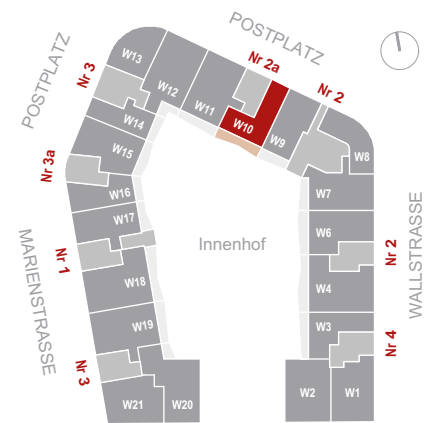 POSTPLATZ
Nr 2a
Nr 3
W13
POSTPLATZ
W12
Nr 2
W11
W14
W10
W9
W15
W8
Nr 3a
W16
W7
W17
W6
MARIENSTRASSE
Innenhof
Nr 2
WALLSTRASSE
Nr 1
W18
W4
W19
W3
Nr 4
Nr 3
W21
W20
W2
W1